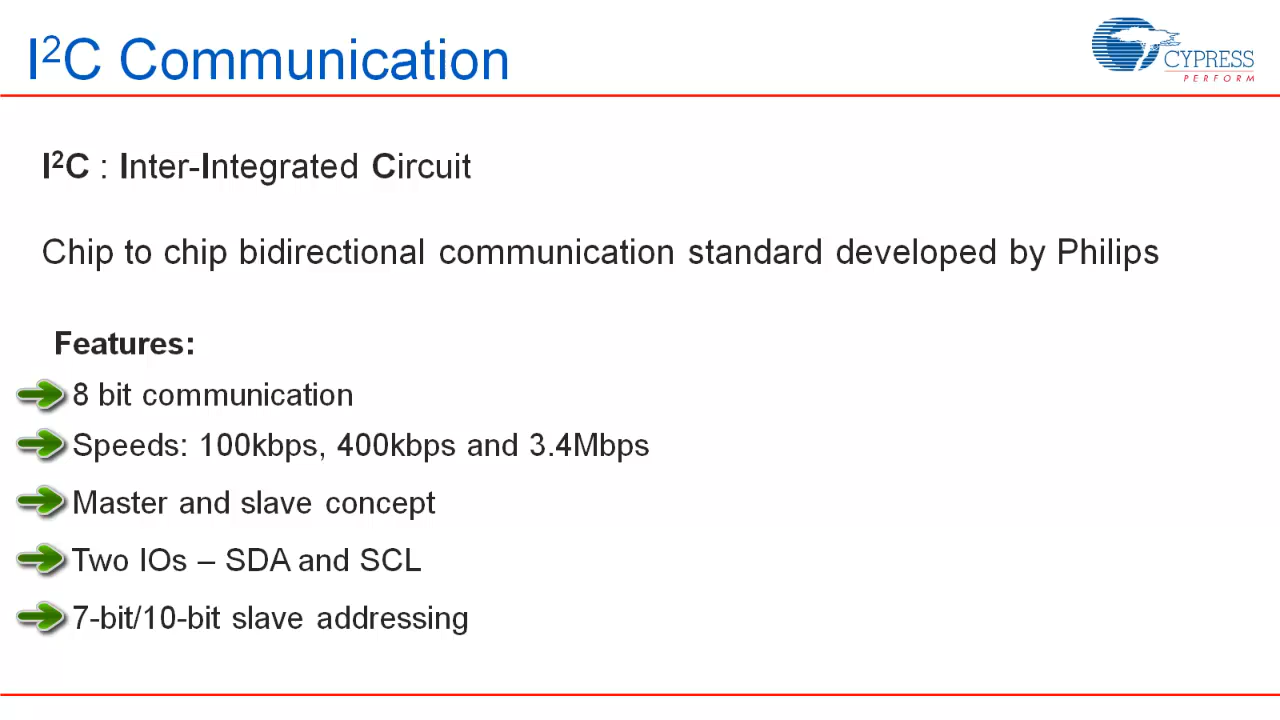 I²C Communication
CYPRESS
PERFORM
I²C : Inter-Integrated Circuit
Chip to chip bidirectional communication standard developed by Philips
Features:
8 bit communication
Speeds: 100kbps, 400kbps and 3.4Mbps
Master and slave concept
Two IOs – SDA and SCL
7-bit/10-bit slave addressing